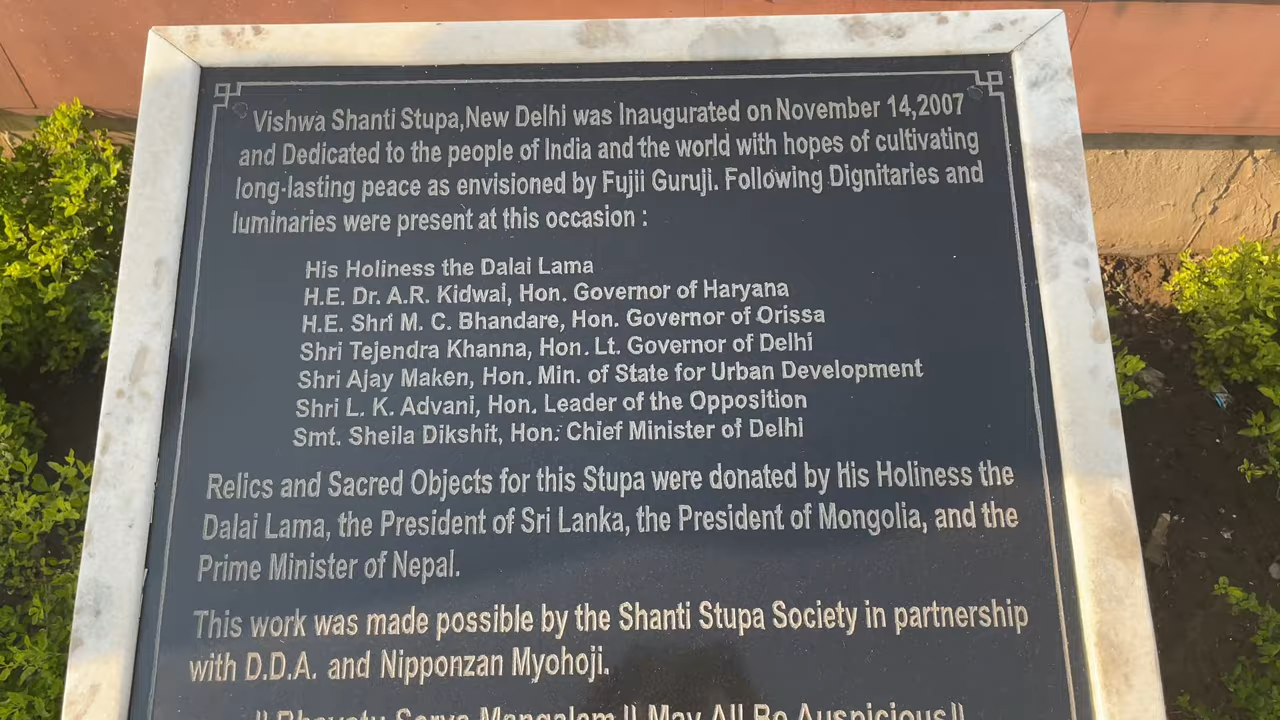 Vishwa Shanti Stupa,New Delhi was Inaugurated on November 14,2007
and Dedicated to the people of India and the world with hopes of cultivating
long-lasting peace as envisioned by Fujii Guruji. Following Dignitaries and
luminaries were present at this occasion :
His Holiness the Dalai Lama
H.E. Dr. A.R. Kidwai, Hon. Governor of Haryana
H.E. Shri M. C. Bhandare, Hon. Governor of Orissa
Shri Tejendra Khanna, Hon. Lt. Governor of Delhi
Shri Ajay Maken, Hon. Min. of State for Urban Development
Shri L. K. Advani, Hon. Leader of the Opposition
Smt. Sheila Dikshit, Hon. Chief Minister of Delhi
Relics and Sacred Objects for this Stupa were donated by His Holiness the
Dalai Lama, the President of Sri Lanka, the President of Mongolia, and the
Prime Minister of Nepal.
This work was made possible by the Shanti Stupa Society in partnership
with D.D.A. and Nipponzan Myohoji.
|| Bhavatu Sarva Mangalam || May All Be Auspicious ||